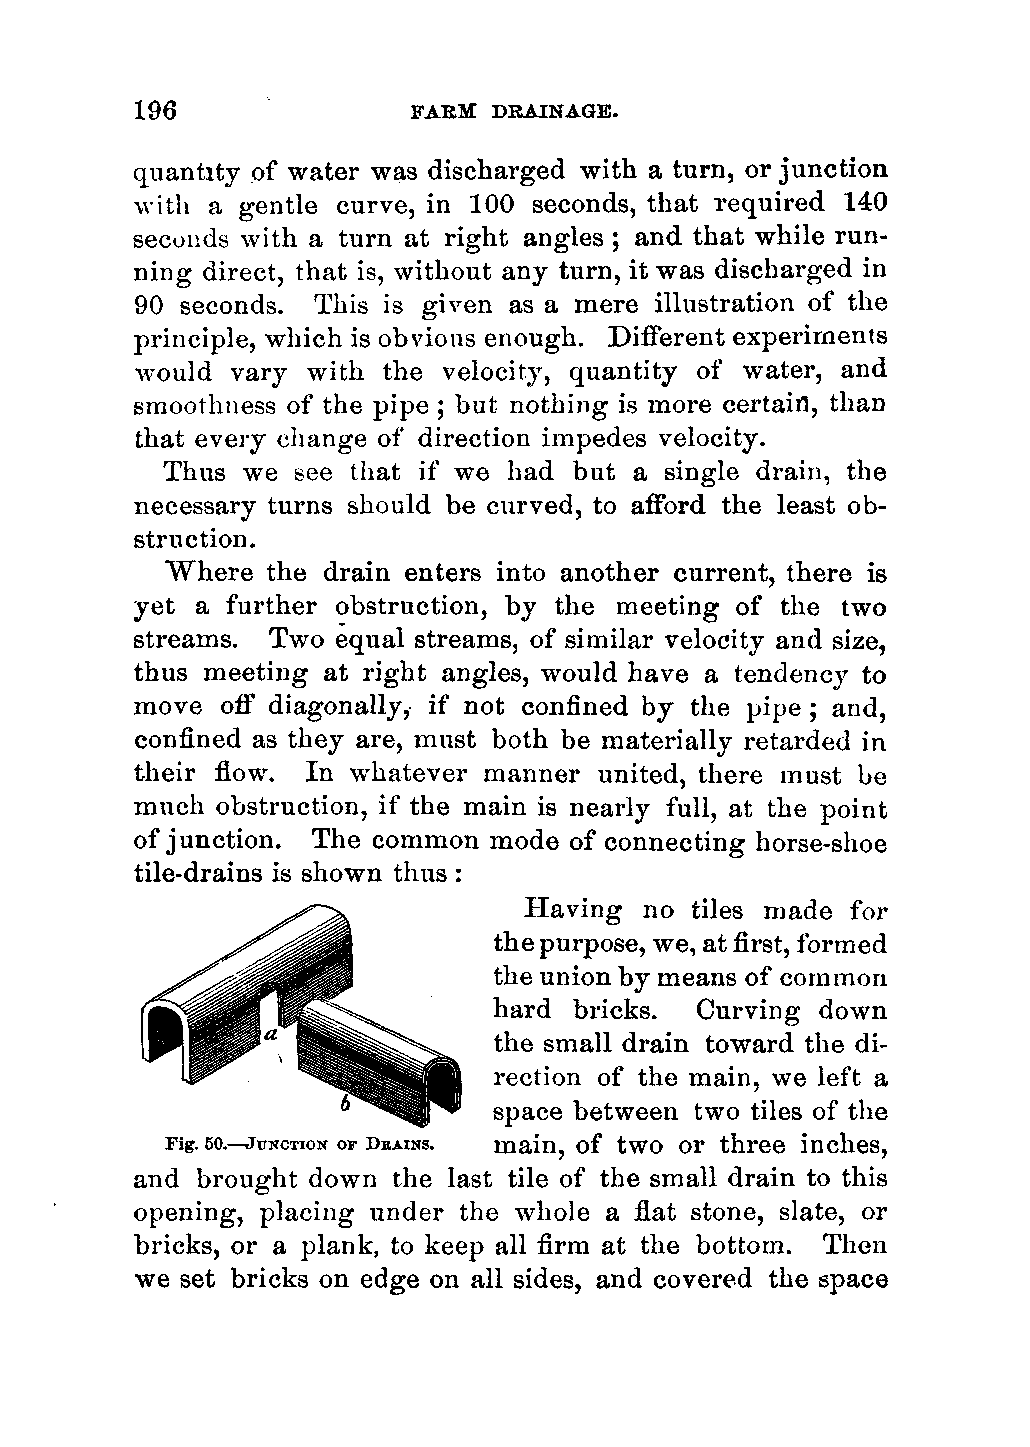 196 FARM DRAINAGE.
quantity of water was discharged with a turn, or junction
with a gentle curve, in 100 seconds, that required 140
seconds with a turn at right angles ; and that while run-
ning direct, that is, without any turn, it was discharged in
90 seconds. This is given as a mere illustration of the
principle, which is obvious enough. Different experiments
would vary with the velocity, quantity of water, and
smoothness of the pipe ; but nothing is more certain, than
that every change of direction impedes velocity.
Thus we see that if we had but a single drain, the
necessary turns should be curved, to afford the least ob-
struction.
Where the drain enters into another current, there is
yet a further obstruction, by the meeting of the two
streams. Two equal streams, of similar velocity and size,
thus meeting at right angles, would have a tendency to
move off diagonally, if not confined by the pipe ; and,
confined as they are, must both be materially retarded in
their flow. In whatever manner united, there must be
much obstruction, if the main is nearly full, at the point
of junction. The common mode of connecting horse-shoe
tile-drains is shown thus :
a
b
Fig. 50.—JUNCTION OF DRAINS.
Having no tiles made for
the purpose, we, at first, formed
the union by means of common
hard bricks. Curving down
the small drain toward the di-
rection of the main, we left a
space between two tiles of the
main, of two or three inches,
and brought down the last tile of the small drain to this
opening, placing under the whole a flat stone, slate, or
bricks, or a plank, to keep all firm at the bottom. Then
we set bricks on edge on all sides, and covered the space